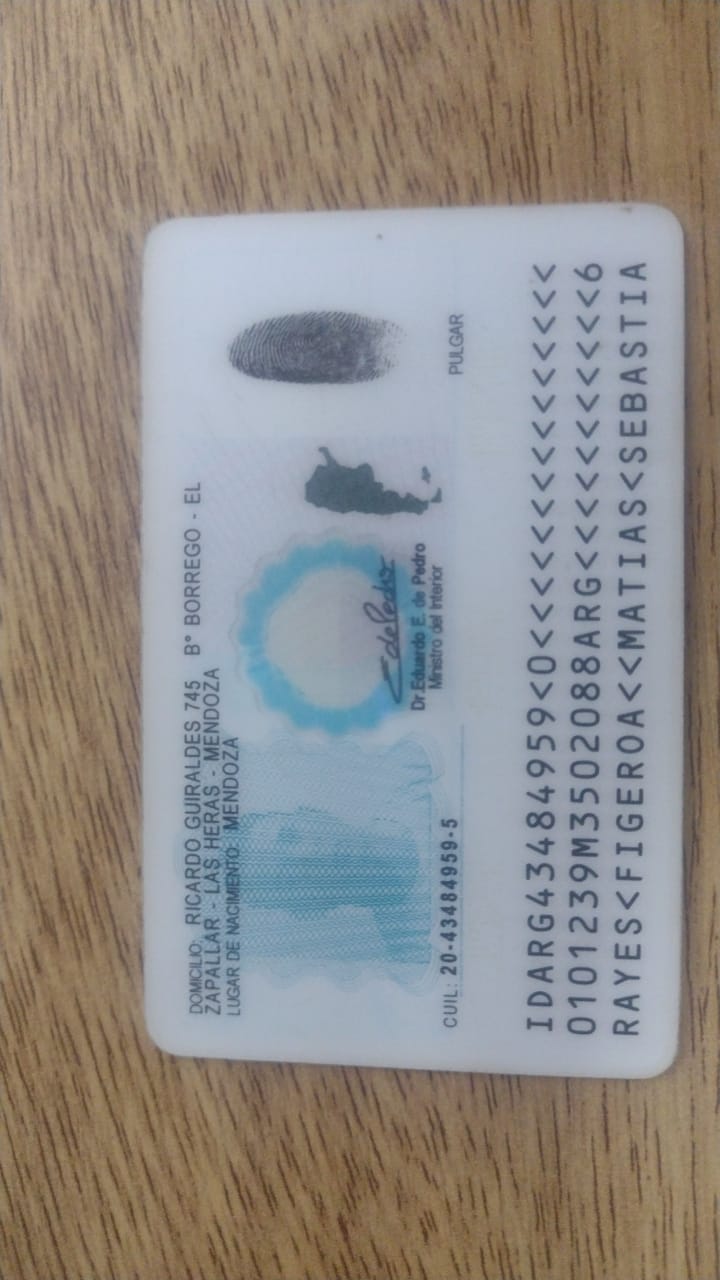 DOMICILIO: RICARDO GUIRALDES 745 B° BORREGO - EL
ZAPALLAR - LAS HERAS - MENDOZA
LUGAR DE NACIMIENTO: MENDOZA
Dr. Eduardo E. de Pedro
Ministro del Interior
PULGAR
CUIL: 20-43484959-5
IDARG43484959<0<<<<<<<<<<<<<<<
0101239M3502088ARG<<<<<<<<<<<6
RAYES<FIGEROA<<MATIAS<SEBASTIA